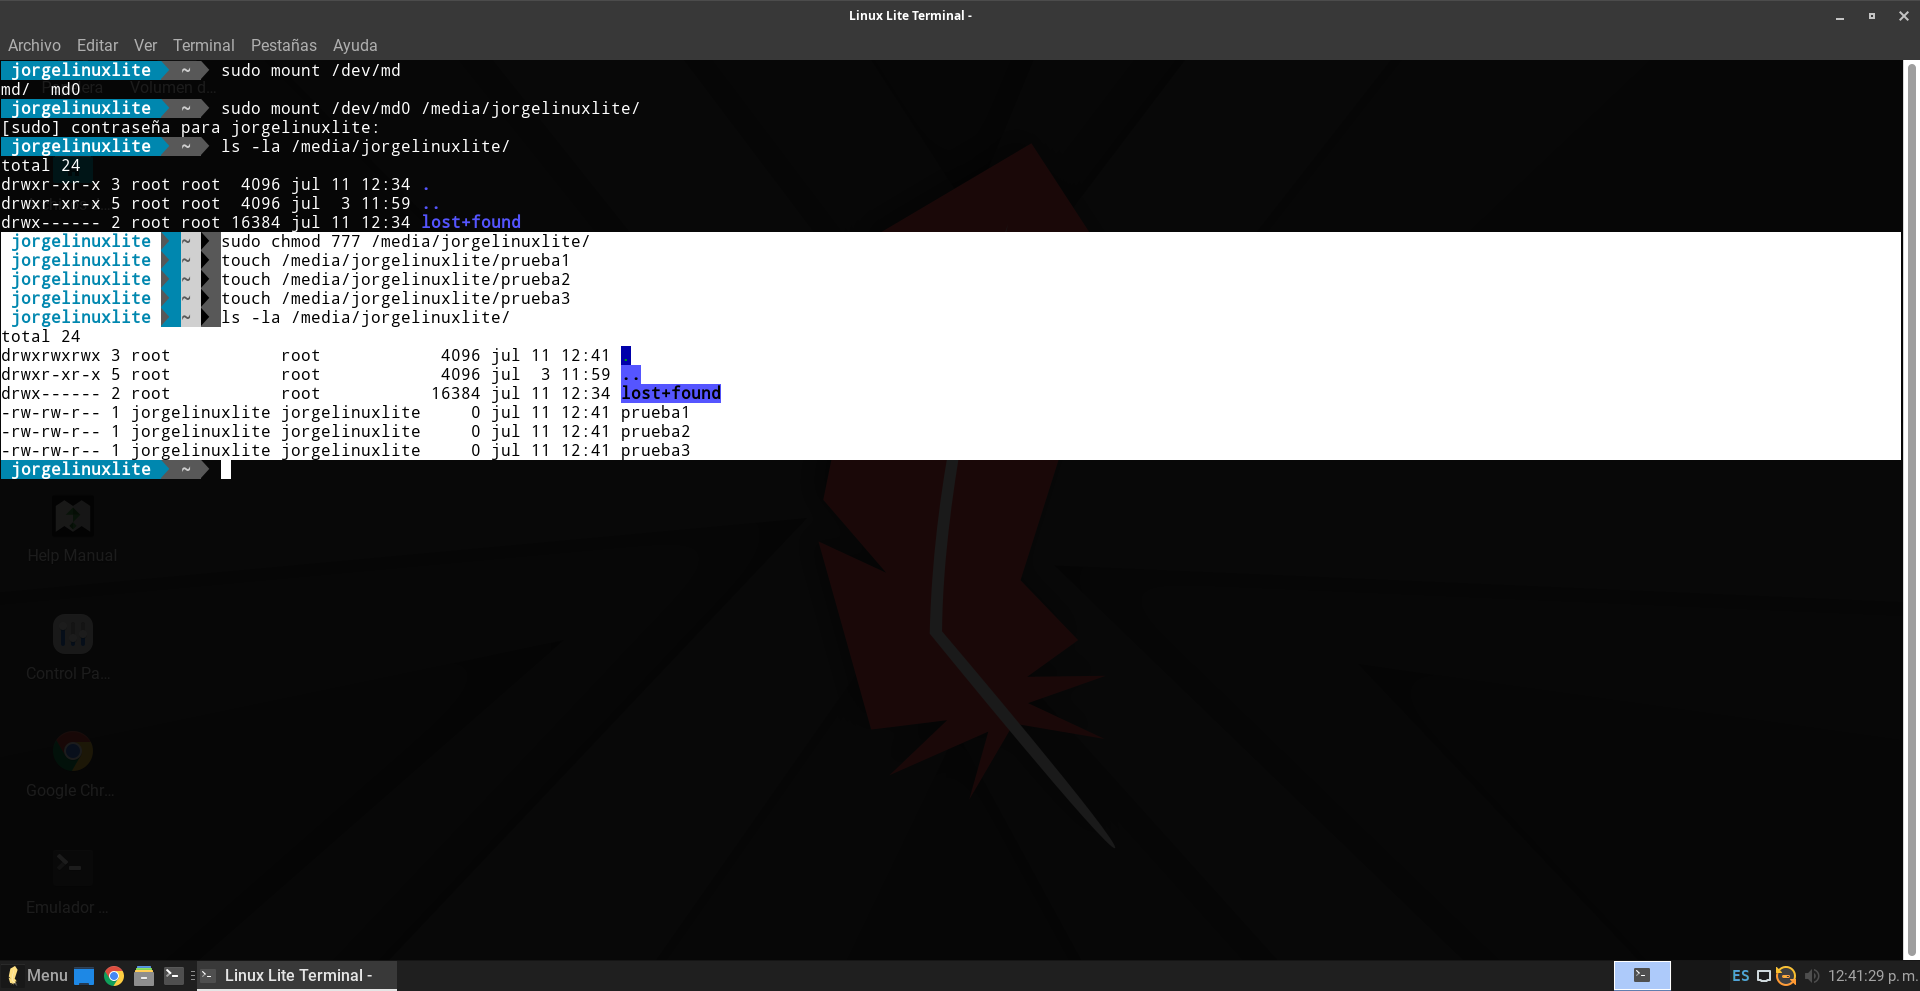 Linux Lite Terminal -
Archivo Editar Ver Terminal Pestañas Ayuda
jorgelinuxlite ~ sudo mount /dev/md
md/  md0
Volumen d...
jorgelinuxlite ~ sudo mount /dev/md0 /media/jorgelinuxlite/
[sudo] contraseña para jorgelinuxlite:
jorgelinuxlite ~ ls -la /media/jorgelinuxlite/
total 24
drwxr-xr-x 3 root root  4096 jul 11 12:34 .
drwxr-xr-x 5 root root  4096 jul  3 11:59 ..
drwx------ 2 root root 16384 jul 11 12:34 lost+found
jorgelinuxlite ~ sudo chmod 777 /media/jorgelinuxlite/
jorgelinuxlite ~ touch /media/jorgelinuxlite/prueba1
jorgelinuxlite ~ touch /media/jorgelinuxlite/prueba2
jorgelinuxlite ~ touch /media/jorgelinuxlite/prueba3
jorgelinuxlite ~ ls -la /media/jorgelinuxlite/
total 24
drwxrwxrwx 3 root           root            4096 jul 11 12:41 .
drwxr-xr-x 5 root           root            4096 jul  3 11:59 ..
drwx------ 2 root           root           16384 jul 11 12:34 lost+found
-rw-rw-r-- 1 jorgelinuxlite jorgelinuxlite     0 jul 11 12:41 prueba1
-rw-rw-r-- 1 jorgelinuxlite jorgelinuxlite     0 jul 11 12:41 prueba2
-rw-rw-r-- 1 jorgelinuxlite jorgelinuxlite     0 jul 11 12:41 prueba3
jorgelinuxlite ~
Help Manual
Control Pa...
Google Chr...
Emulador ...
Menu Linux Lite Terminal - ES 12:41:29 p. m.